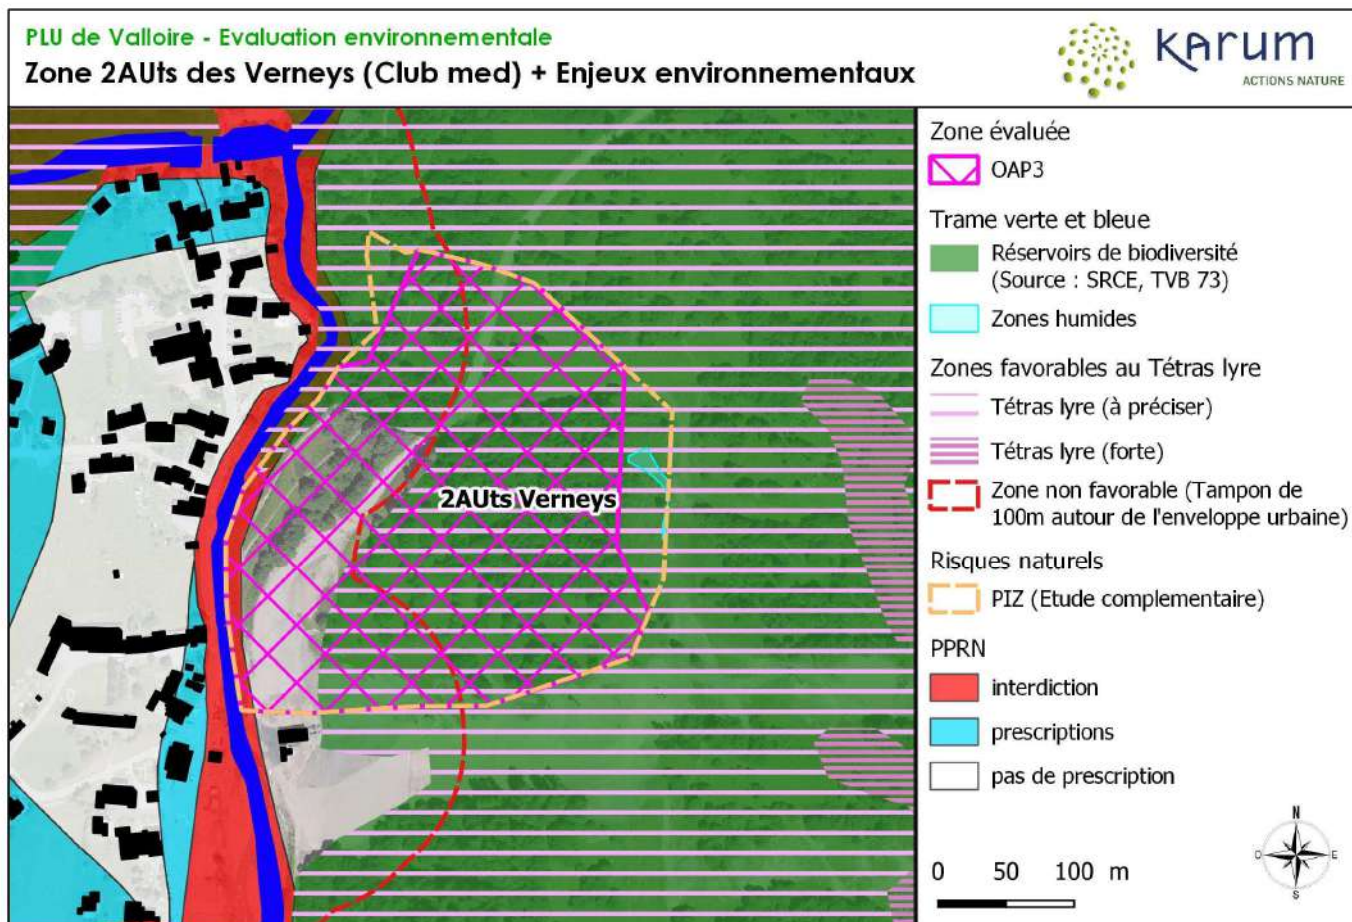 PLU de Valloire - Evaluation environnementale
Zone 2AUts des Verneys (Club med) + Enjeux environnementaux
Karum
ACTIONS NATURE
2AUts Verneys
Zone évaluée
OAP3
Trame verte et bleue
Réservoirs de biodiversité
(Source : SRCE, TVB 73)
Zones humides
Zones favorables au Tétras lyre
Tétras lyre (à préciser)
Tétras lyre (forte)
Zone non favorable (Tampon de
100m autour de l'enveloppe urbaine)
Risques naturels
PIZ (Etude complementaire)
PPRN
interdiction
prescriptions
pas de prescription
N
O E
S
0 50 100 m